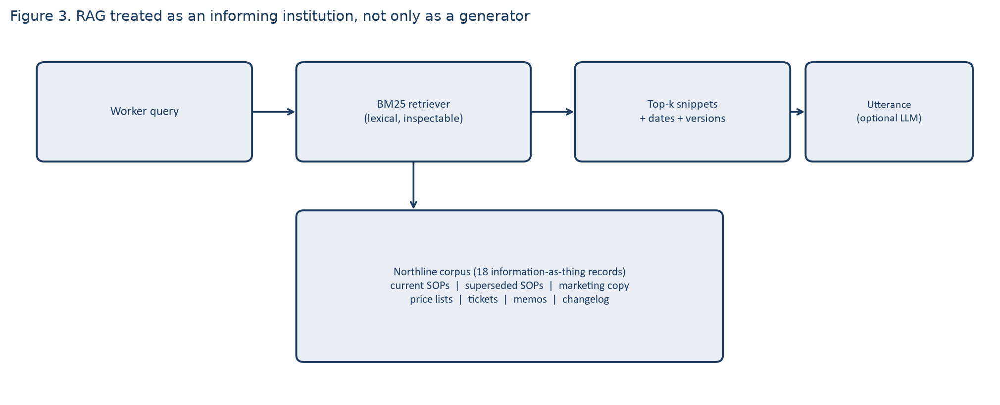 Figure 3. RAG treated as an informing institution, not only as a generator
Worker query
BM25 retriever
(lexical, inspectable)
Top-k snippets
+ dates + versions
Utterance
(optional LLM)
Northline corpus (18 information-as-thing records)
current SOPs | superseded SOPs | marketing copy
price lists | tickets | memos | changelog